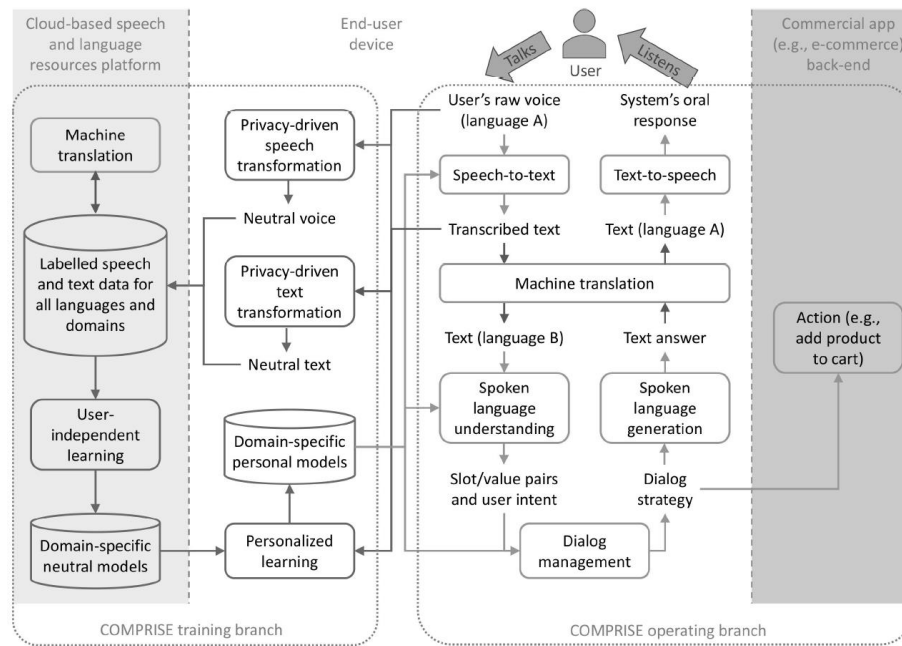 Cloud-based speech
and language
resources platform
End-user
device
Talks
User
Listens
Commercial app
(e.g., e-commerce)
back-end
Machine
translation
Labelled speech
and text data for
all languages and
domains
User-
independent
learning
Domain-specific
neutral models
Privacy-driven
speech
transformation
Neutral voice
Privacy-driven
text
transformation
Neutral text
Domain-specific
personal models
Personalized
learning
COMPRISE training branch
User's raw voice
(language A)
Speech-to-text
Transcribed text
System's oral
response
Text-to-speech
Text (language A)
Machine translation
Text (language B)
Spoken
language
understanding
Slot/value pairs
and user intent
Text answer
Spoken
language
generation
Dialog
strategy
Dialog
management
COMPRISE operating branch
Action (e.g.,
add product
to cart)